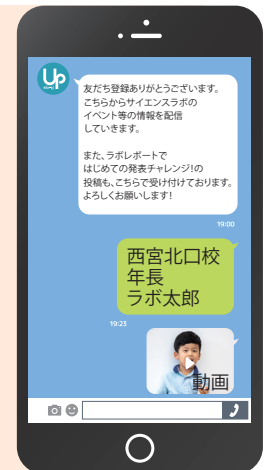 Up
友だち登録ありがとうございます。
こちらからサイエンスラボの
イベント等の情報を配信
していきます。
また、ラボレポートで
はじめての発表チャレンジ!の
投稿も、こちらで受け付けております。
よろしくお願いします!
19:00
西宮北口校
年長
ラボ太郎
19:23
動画